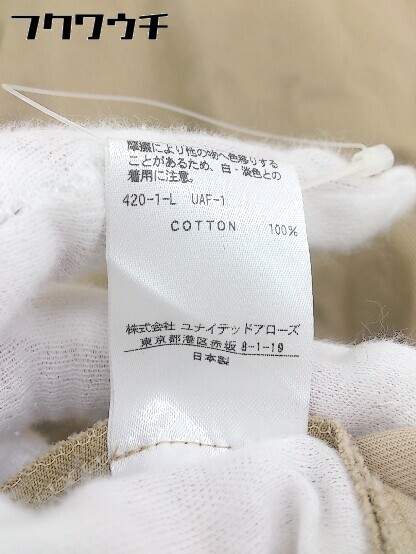 フクワウチ
摩擦により他の物へ色移りする
ことがあるため、白・淡色との
着用に注意。
420-1-L UAF-1
COTTON 100%
株式会社 ユナイテッドアローズ
東京都港区赤坂 8-1-19
日本製